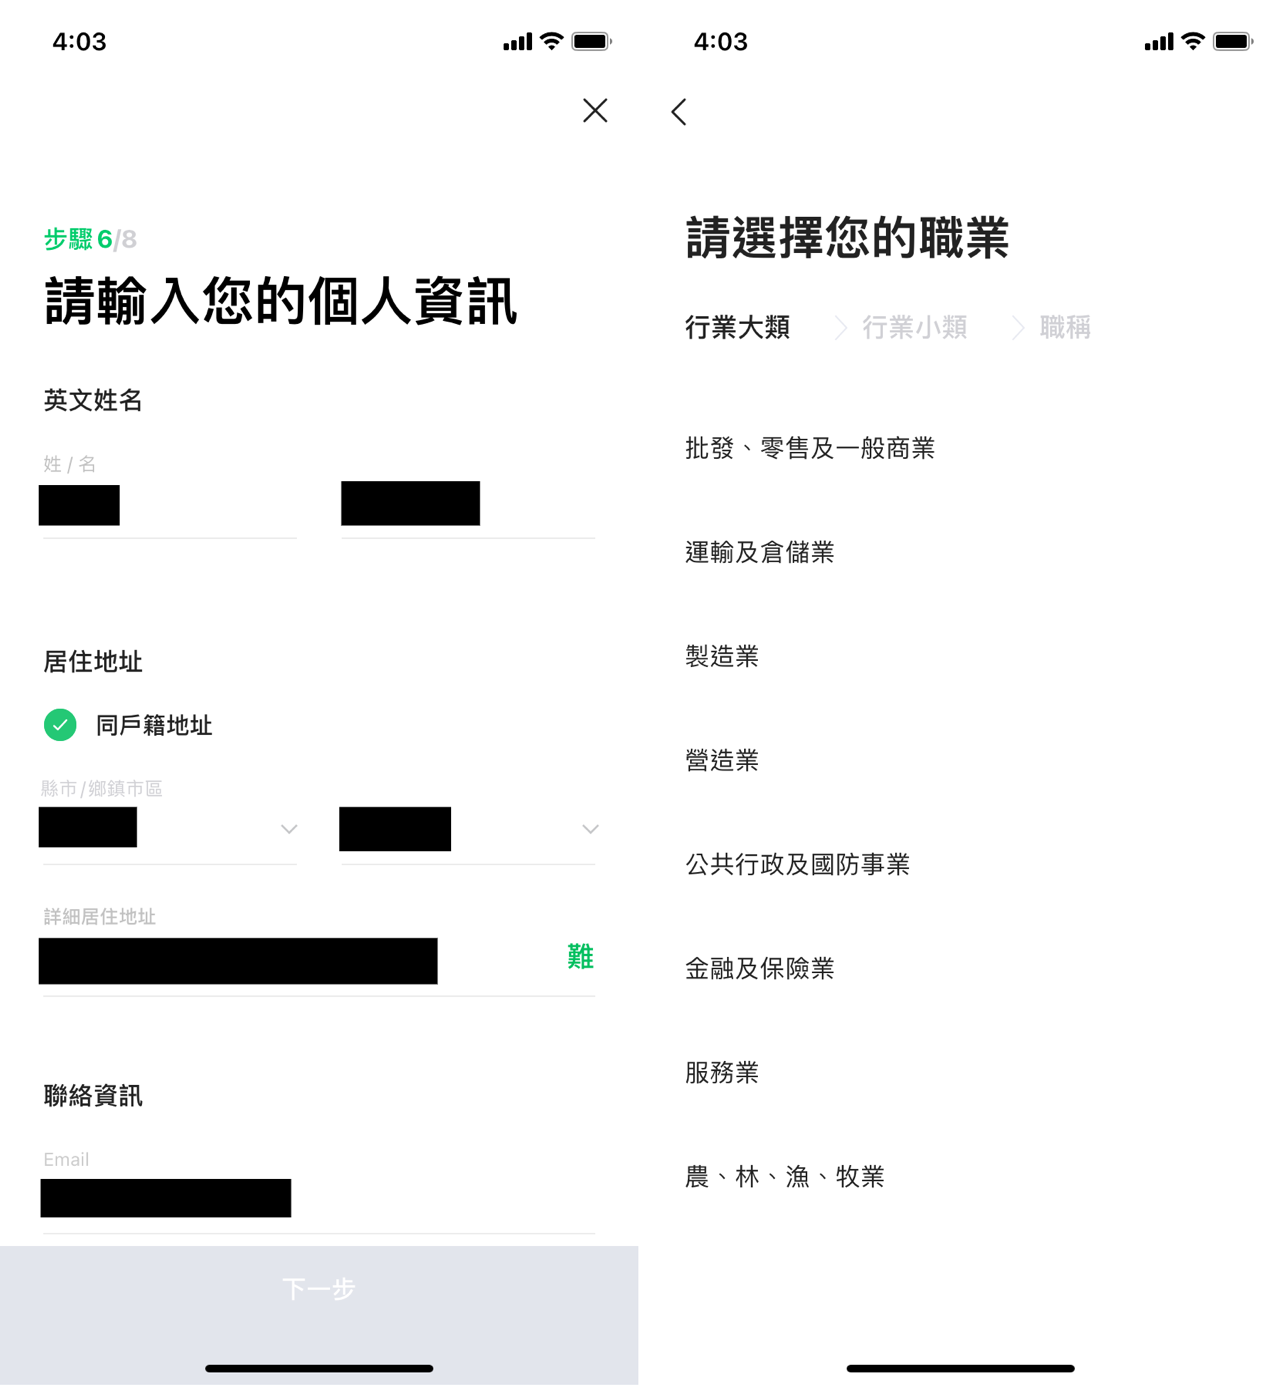 4:03
步驟 6/8
請輸入您的個人資訊
英文姓名
姓 / 名
居住地址
同戶籍地址
縣市/鄉鎮市區
詳細居住地址
難
聯絡資訊
Email
下一步
4:03
請選擇您的職業
行業大類 行業小類 職稱
批發、零售及一般商業
運輸及倉儲業
製造業
營造業
公共行政及國防事業
金融及保險業
服務業
農、林、漁、牧業